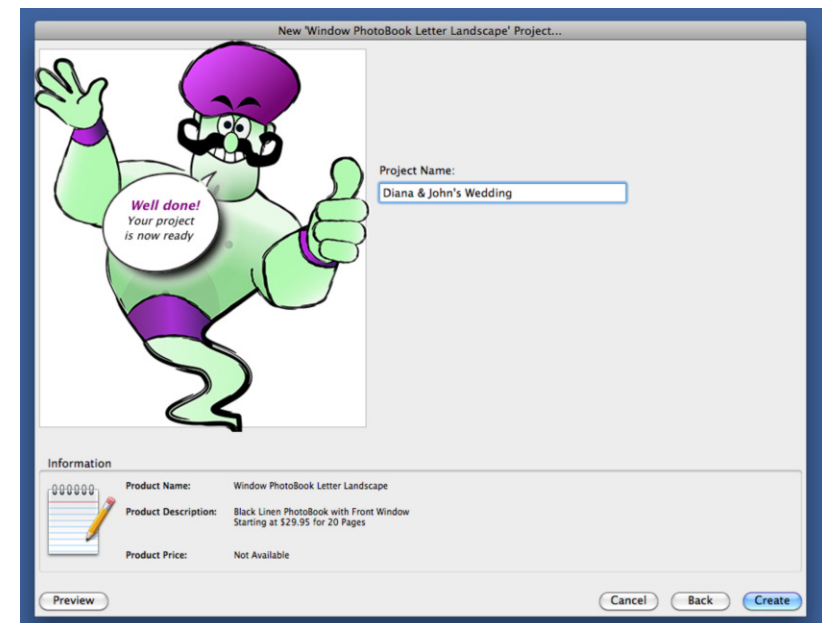 New 'Window PhotoBook Letter Landscape' Project...
Well done!
Your project
is now ready
Project Name:
Diana & John's Wedding
Information
Product Name: Window PhotoBook Letter Landscape
Product Description: Black Linen PhotoBook with Front Window
Starting at $29.95 for 20 Pages
Product Price: Not Available
Preview Cancel Back Create